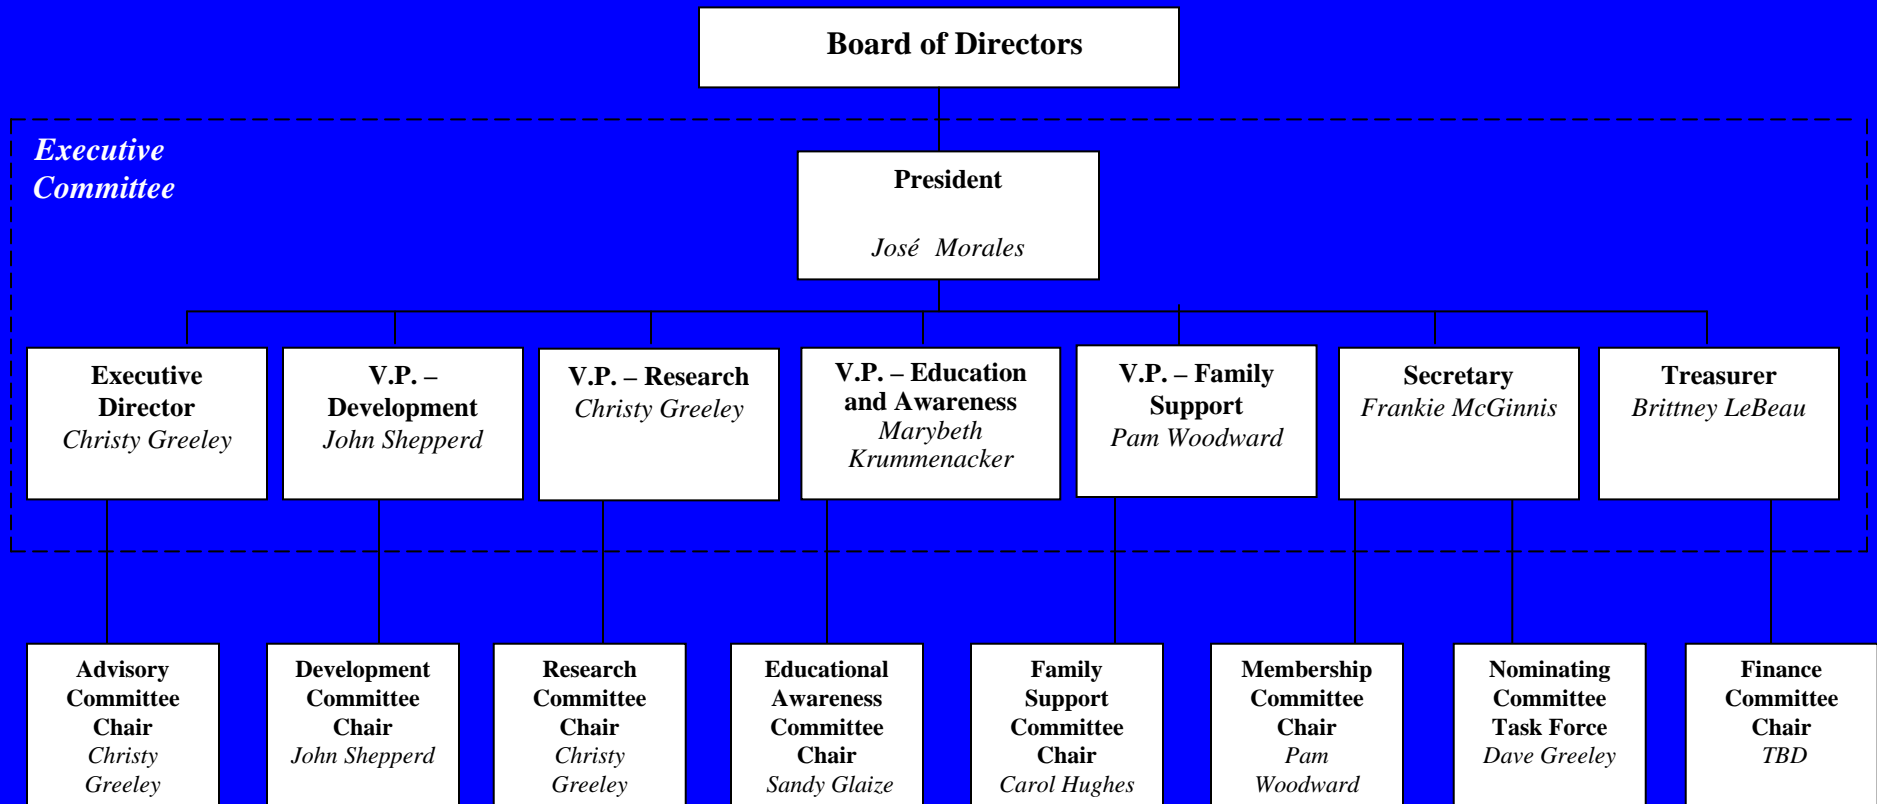 Board of Directors
Executive
Committee
President
José Morales
Executive
Director
Christy Greeley
V.P. –
Development
John Shepperd
V.P. – Research
Christy Greeley
V.P. – Education
and Awareness
Marybeth
Krummenacker
V.P. – Family
Support
Pam Woodward
Secretary
Frankie McGinnis
Treasurer
Brittney LeBeau
Advisory
Committee
Chair
Christy
Greeley
Development
Committee
Chair
John Shepperd
Research
Committee
Chair
Christy
Greeley
Educational
Awareness
Committee
Chair
Sandy Glaize
Family
Support
Committee
Chair
Carol Hughes
Membership
Committee
Chair
Pam
Woodward
Nominating
Committee
Task Force
Dave Greeley
Finance
Committee
Chair
TBD